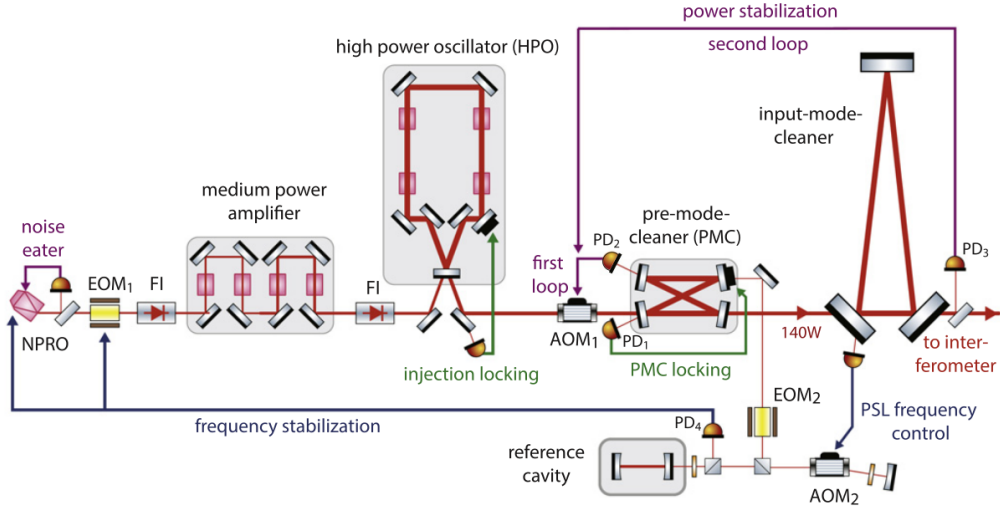 power stabilization
second loop
high power oscillator (HPO)
input-mode-
cleaner
medium power
amplifier
pre-mode-
cleaner (PMC)
noise
eater
PD2
PD3
EOM1
FI
FI
first
loop
NPRO
AOM1
PD1
140W
to inter-
ferometer
injection locking
PMC locking
EOM2
PSL frequency
control
frequency stabilization
PD4
reference
cavity
AOM2